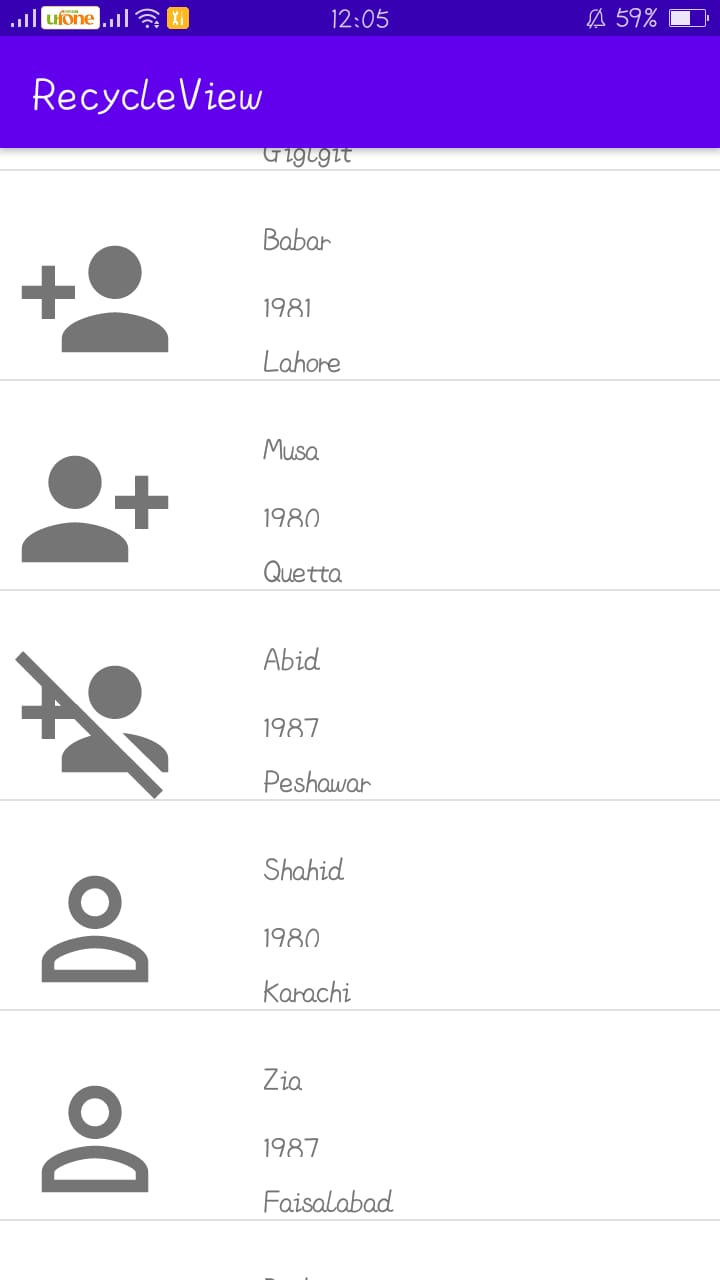 ufone 12:05 59%
RecycleView
Giglgit
Babar
1981
Lahore
Musa
1980
Quetta
Abid
1987
Peshawar
Shahid
1980
Karachi
Zia
1987
Faisalabad